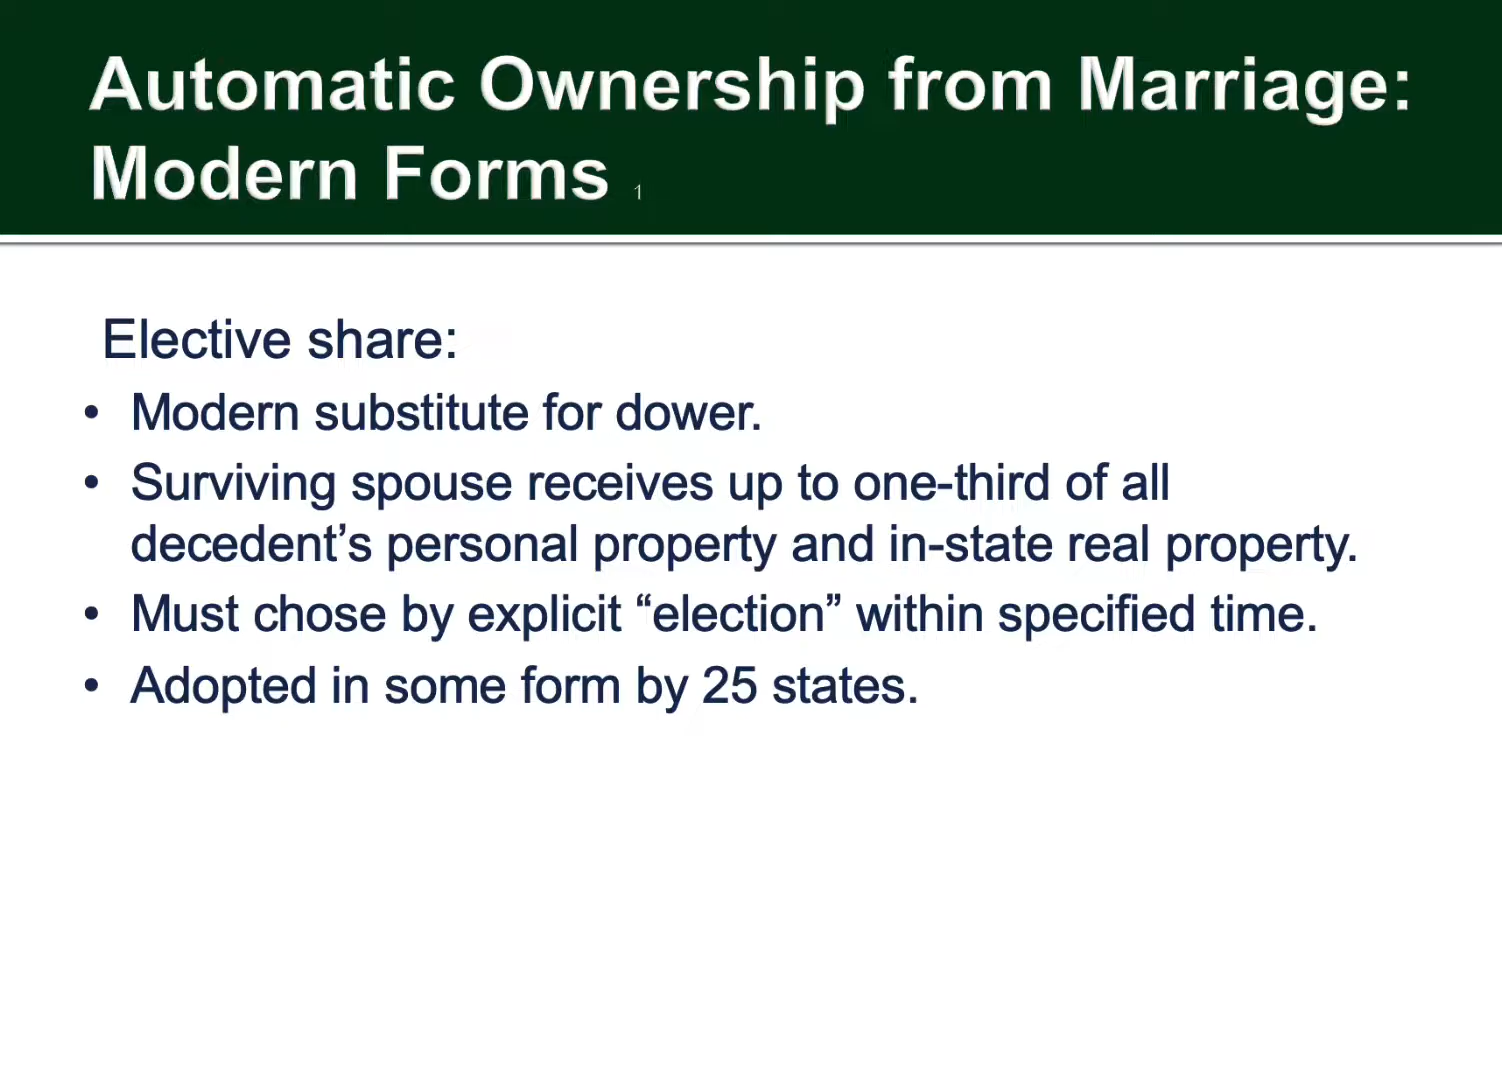 Automatic Ownership from Marriage:
Modern Forms 1
Elective share:
• Modern substitute for dower.
• Surviving spouse receives up to one-third of all
decedent’s personal property and in-state real property.
• Must chose by explicit “election” within specified time.
• Adopted in some form by 25 states.